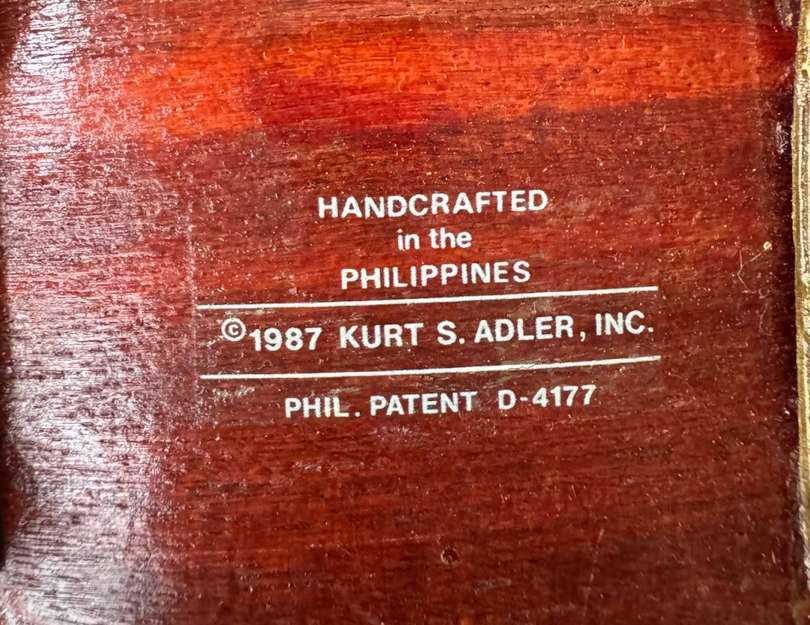 HANDCRAFTED
in the
PHILIPPINES
©1987 KURT S. ADLER, INC.
PHIL. PATENT D-4177